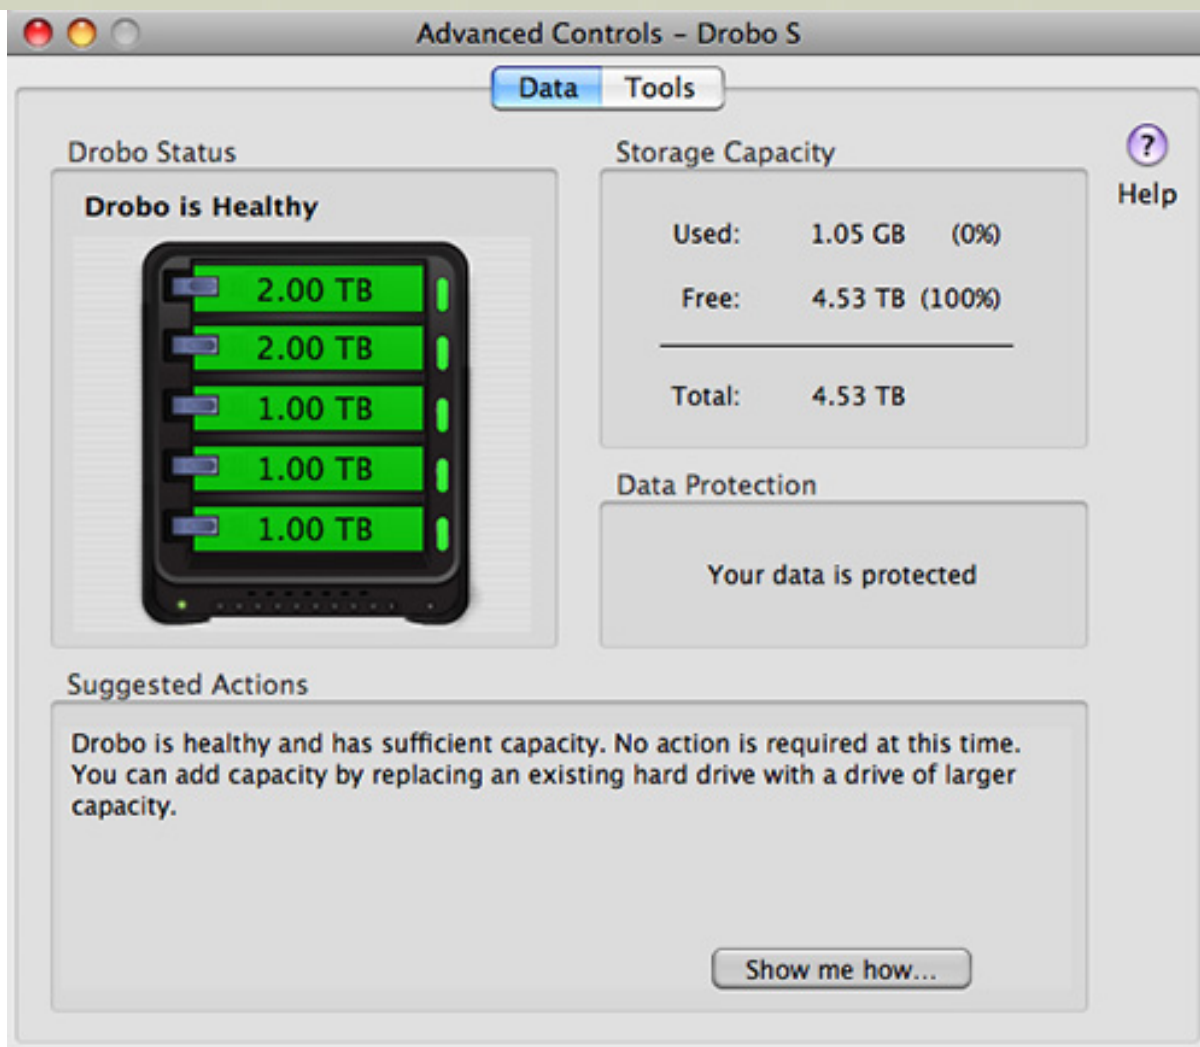 Advanced Controls – Drobo S
Data Tools
Drobo Status
Drobo is Healthy
2.00 TB
2.00 TB
1.00 TB
1.00 TB
1.00 TB
Storage Capacity
Used: 1.05 GB (0%)
Free: 4.53 TB (100%)
Total: 4.53 TB
?
Help
Data Protection
Your data is protected
Suggested Actions
Drobo is healthy and has sufficient capacity. No action is required at this time.
You can add capacity by replacing an existing hard drive with a drive of larger
capacity.
Show me how...